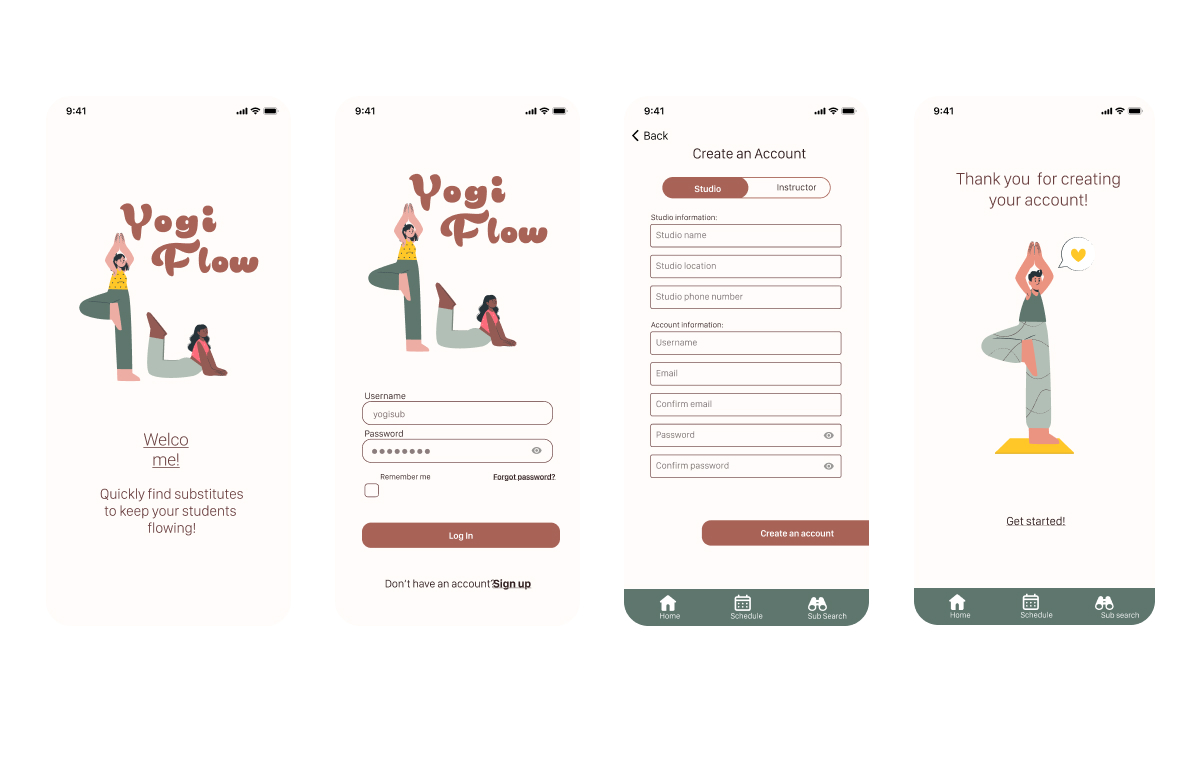 9:41
Yogi
Flow
Welco
me!
Quickly find substitutes
to keep your students
flowing!
9:41
Yogi
Flow
Username
yogisub
Password
Remember me
Forgot password?
Log In
Don't have an account?Sign up
9:41
Back
Create an Account
Studio
Instructor
Studio information:
Studio name
Studio location
Studio phone number
Account information:
Username
Email
Confirm email
Password
Confirm password
Create an account
Home
Schedule
Sub Search
9:41
Thank you for creating
your account!
Get started!
Home
Schedule
Sub search